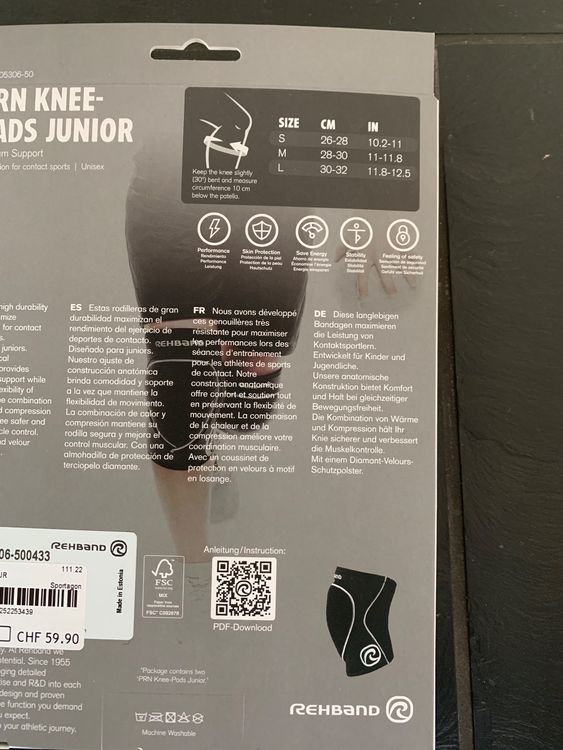 05306-50
RN KNEE-
ADS JUNIOR
m Support
ion for contact sports | Unisex
Keep the knee slightly
(30°) bent and measure
circumference 10 cm
below the patella.
SIZE CM IN
S 26-28 10.2-11
M 28-30 11-11.8
L 30-32 11.8-12.5
Performance
Rendimiento
Performance
Leistung
Skin Protection
Protección de la piel
Protection de la peau
Hautschutz
Save Energy
Ahorro de energía
Économise l'énergie
Energie einsparen
Stability
Estabilidad
Stabilité
Stabilität
Feeling of safety
Sensación de seguridad
Sentiment de sécurité
Gefühl von Sicherheit
high durability
mize
for contact
juniors.
cal
provides
support while
exibility of
e combination
d compression
ee safer and
cle control.
nd velour
ES Estas rodilleras de gran
durabilidad maximizan el
rendimiento del ejercicio de
deportes de contacto.
Diseñado para juniors.
Nuestro ajuste de
construcción anatómica
brinda comodidad y soporte
a la vez que mantiene la
flexibilidad de movimiento.
La combinación de calor y
compresión mantiene su
rodilla segura y mejora el
control muscular. Con una
almohadilla de protección de
terciopelo diamante.
FR Nous avons développé
ces genouillères très
résistante pour maximiser
les performances lors des
séances d'entrainement
pour les athlètes de sports
de contact. Notre
construction anatomique
offre confort et soutien tout
en préservant la flexibilité de
mouvement. La combinaison
de la chaleur et de la
compression améliore votre
coordination musculaire.
Avec un coussinet de
protection en velours à motif
en losange.
DE Diese langlebigen
Bandagen maximieren
die Leistung von
Kontaktsportlern.
Entwickelt für Kinder und
Jugendliche.
Unsere anatomische
Konstruktion bietet Komfort
und Halt bei gleichzeitiger
Bewegungsfreiheit.
Die Kombination von Wärme
und Kompression hält Ihr
Knie sicherer und verbessert
die Muskelkontrolle.
Mit einem Diamant-Velours-
Schutzpolster.
REHBAND
REHBAND
06-500433
Made in Estonia
UR
111 22
Sportagon
252253439
CHF 59.90
FSC
MIX
Paper from
responsible sources
FSC® C002678
Anleitung/Instruction:
PDF-Download
REHBAND
y. At Rehband we
otential. Since 1955
ging detailed
tise and R&D into each
design and proven
e function you demand
u expect.
n your athletic journey.
*Package contains two
"PRN Knee-Pads Junior."
Machine Washable
REHBAND